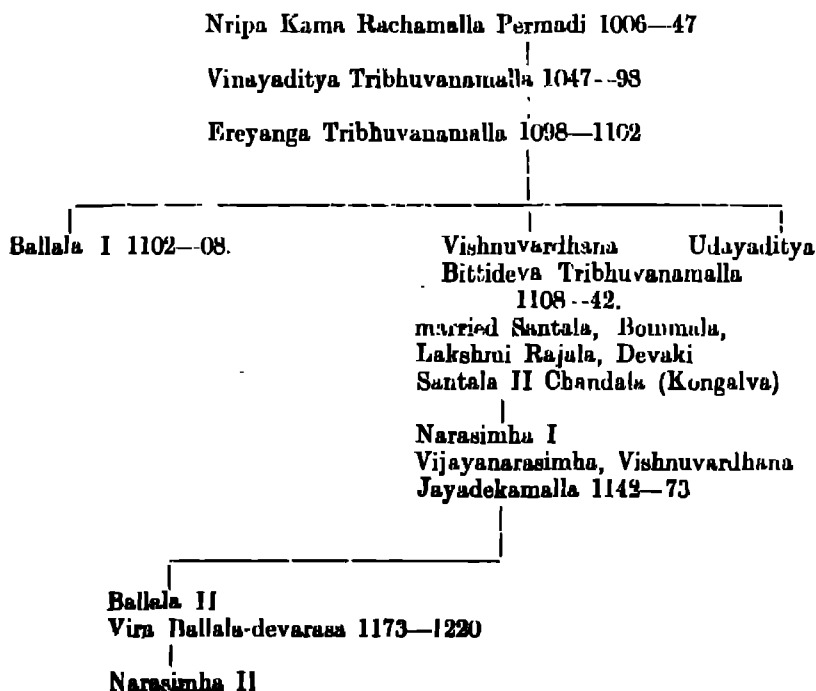 Nripa Kama Rachamalla Permadi 1006—47
Vinayaditya Tribhuvanamalla 1047--98
Ereyanga Tribhuvanamalla 1098—1102
Ballala I 1102—08.
Vishnuvardhana Udayaditya
Bittideva Tribhuvanamalla
1108--42.
married Santala, Bommala,
Lakshmi Rajala, Devaki
Santala II Chandala (Kongalva)
Narasimha I
Vijayanarasimha, Vishnuvardhana
Jayadekamalla 1142—73
Ballala II
Vira Ballala-devarasa 1173—1220
Narasimha II